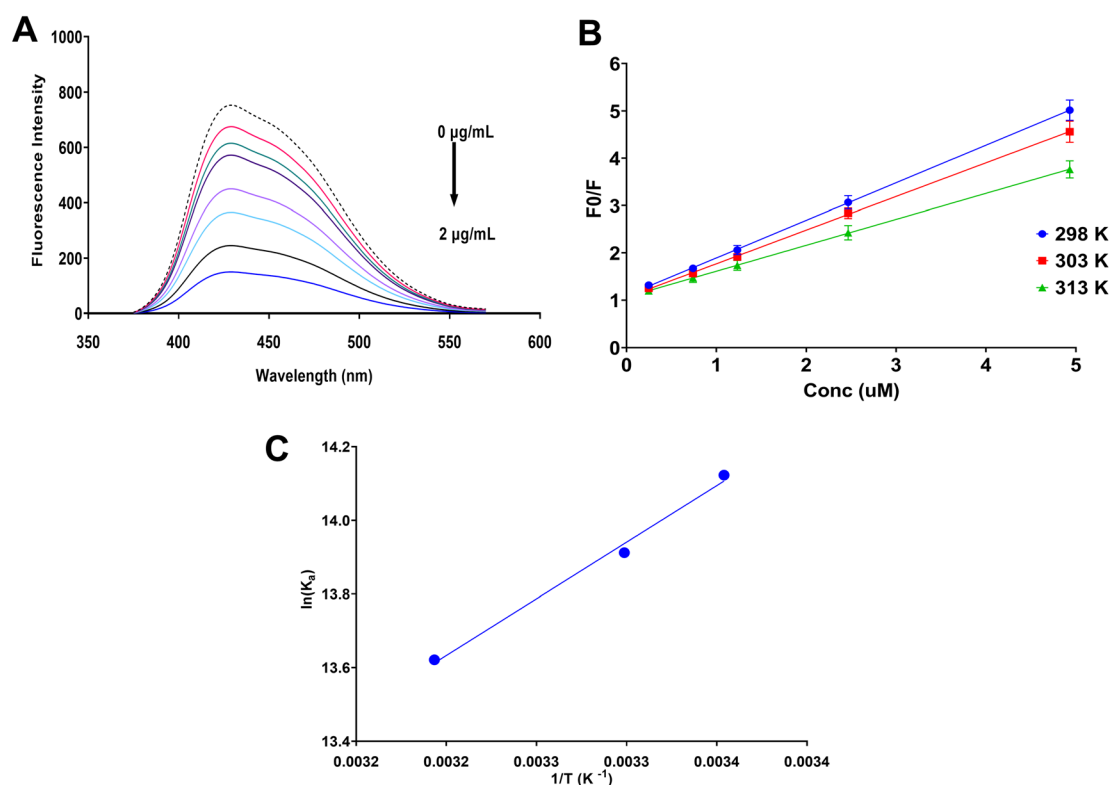 A
1000
800
600
400
200
0
Fluorescence Intensity
0 µg/mL
2 µg/mL
350
400
450
500
550
600
Wavelength (nm)
B
6
5
4
3
2
1
0
F0/F
298 K
303 K
313 K
0
1
2
3
4
5
Conc (uM)
C
14.2
14.0
13.8
13.6
13.4
ln(Kₐ)
0.0032
0.0032
0.0033
0.0033
0.0034
0.0034
1/T (K ⁻¹)